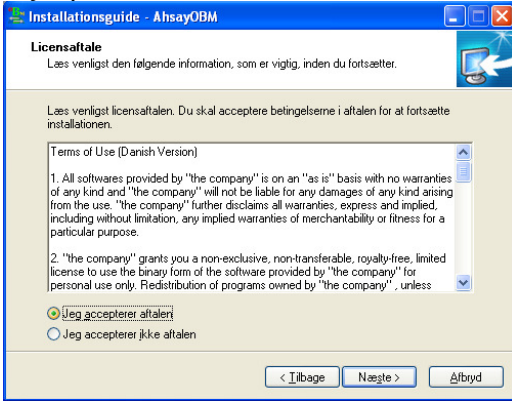 Installationsguide - AhsayOBM
Licensaftale
Læs venligst den følgende information, som er vigtig, inden du fortsætter.
Læs venligst licensaftalen. Du skal acceptere betingelserne i aftalen for at fortsætte
installationen.
Terms of Use (Danish Version)
1. All softwares provided by "the company" is on an "as is" basis with no warranties
of any kind and "the company" will not be liable for any damages of any kind arising
from the use. "the company" further disclaims all warranties, express and implied,
including without limitation, any implied warranties of merchantability or fitness for a
particular purpose.
2. "the company" grants you a non-exclusive, non-transferable, royalty-free, limited
license to use the binary form of the software provided by "the company" for
personal use only. Redistribution of programs owned by "the company" , unless
Jeg accepterer aftalen
Jeg accepterer ikke aftalen
< Tilbage
Næste >
Afbryd